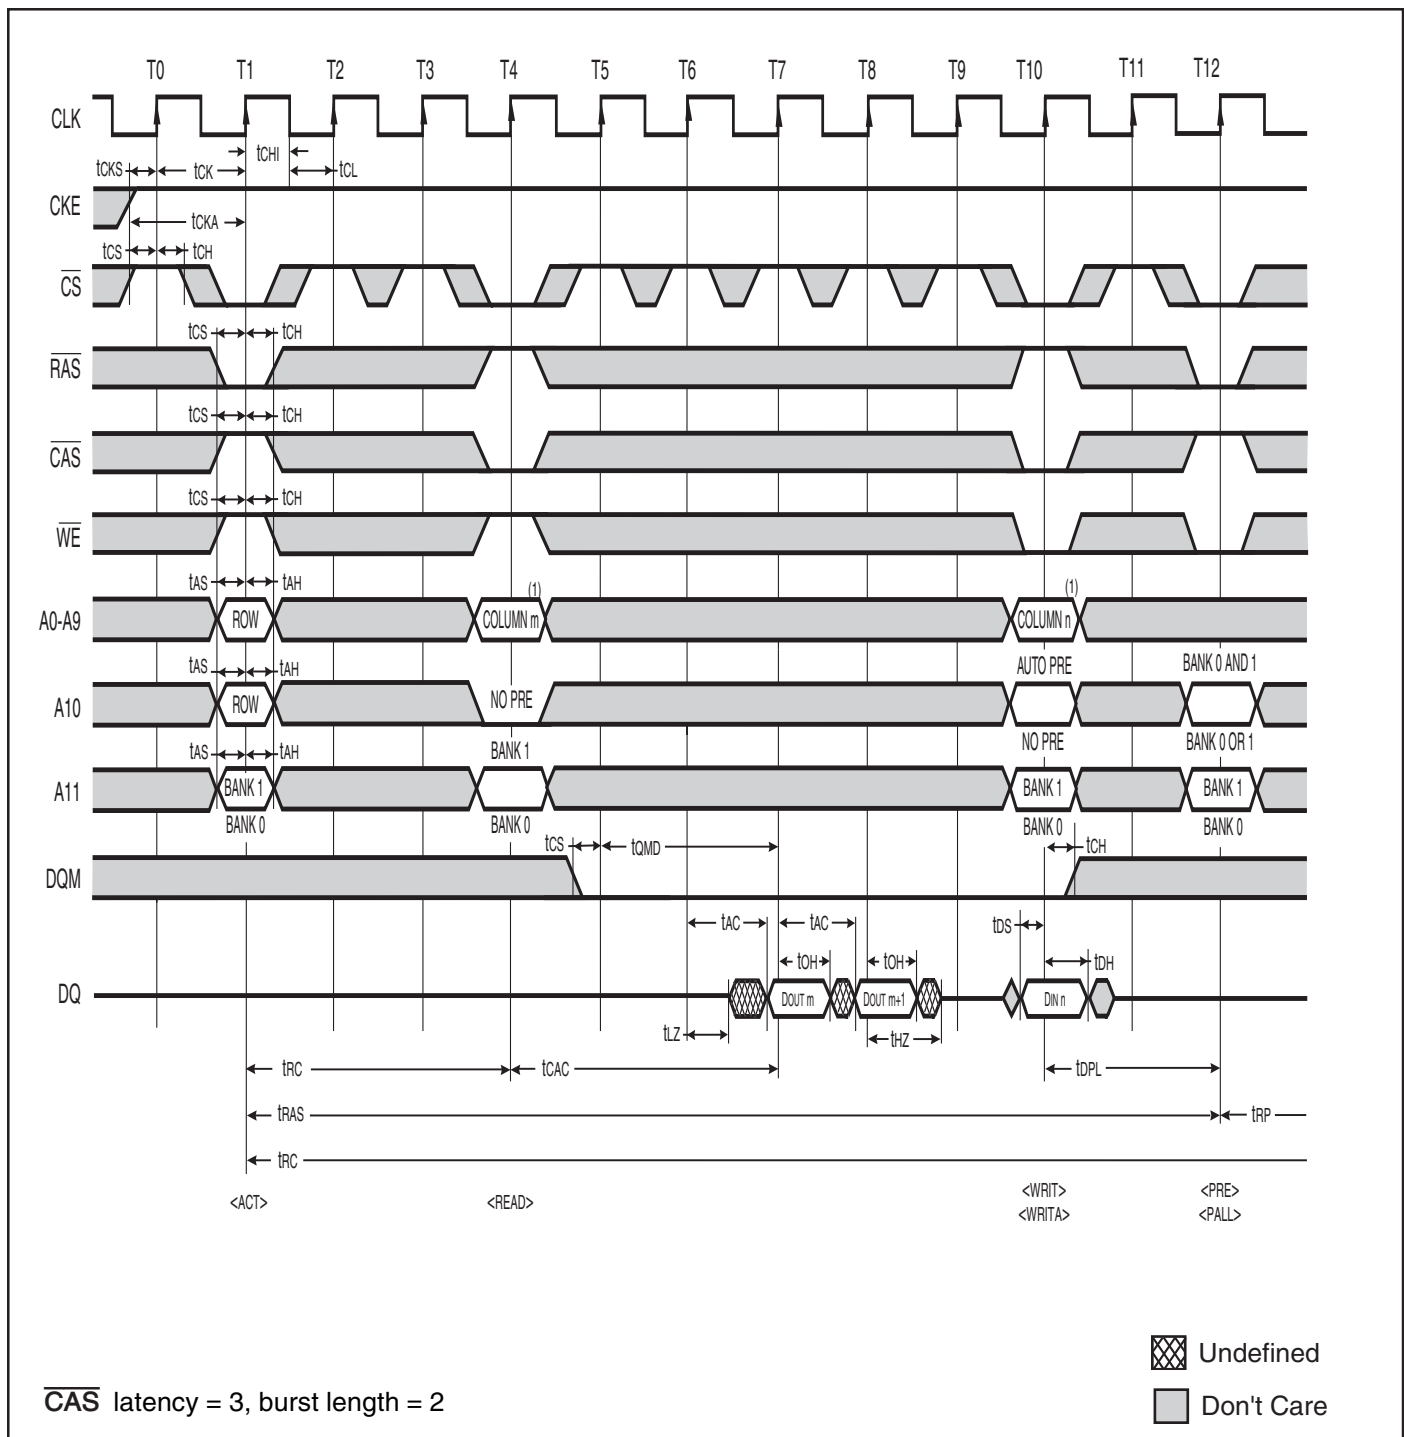 T0 T1 T2 T3 T4 T5 T6 T7 T8 T9 T10 T11 T12
CLK
tCHI
tCKS tCK tCL
CKE
tCKA
tCS tCH
CS
tCS tCH
RAS
tCS tCH
CAS
tCS tCH
WE
tAS tAH (1) (1)
A0-A9 ROW COLUMN m COLUMN n
tAS tAH AUTO PRE BANK 0 AND 1
A10 ROW NO PRE
tAS tAH BANK 1 NO PRE BANK 0 OR 1
A11 BANK 1 BANK 1 BANK 1
BANK 0 BANK 0 BANK 0 BANK 0
tCS tQMD tCH
DQM
tAC tAC tDS
tOH tOH tDH
DQ DOUT m DOUT m+1 DIN n
tLZ tHZ
tRC tCAC tDPL
tRAS tRP
tRC
<ACT> <READ> <WRIT> <PRE>
<WRITA> <PALL>
Undefined
CAS latency = 3, burst length = 2
Don't Care